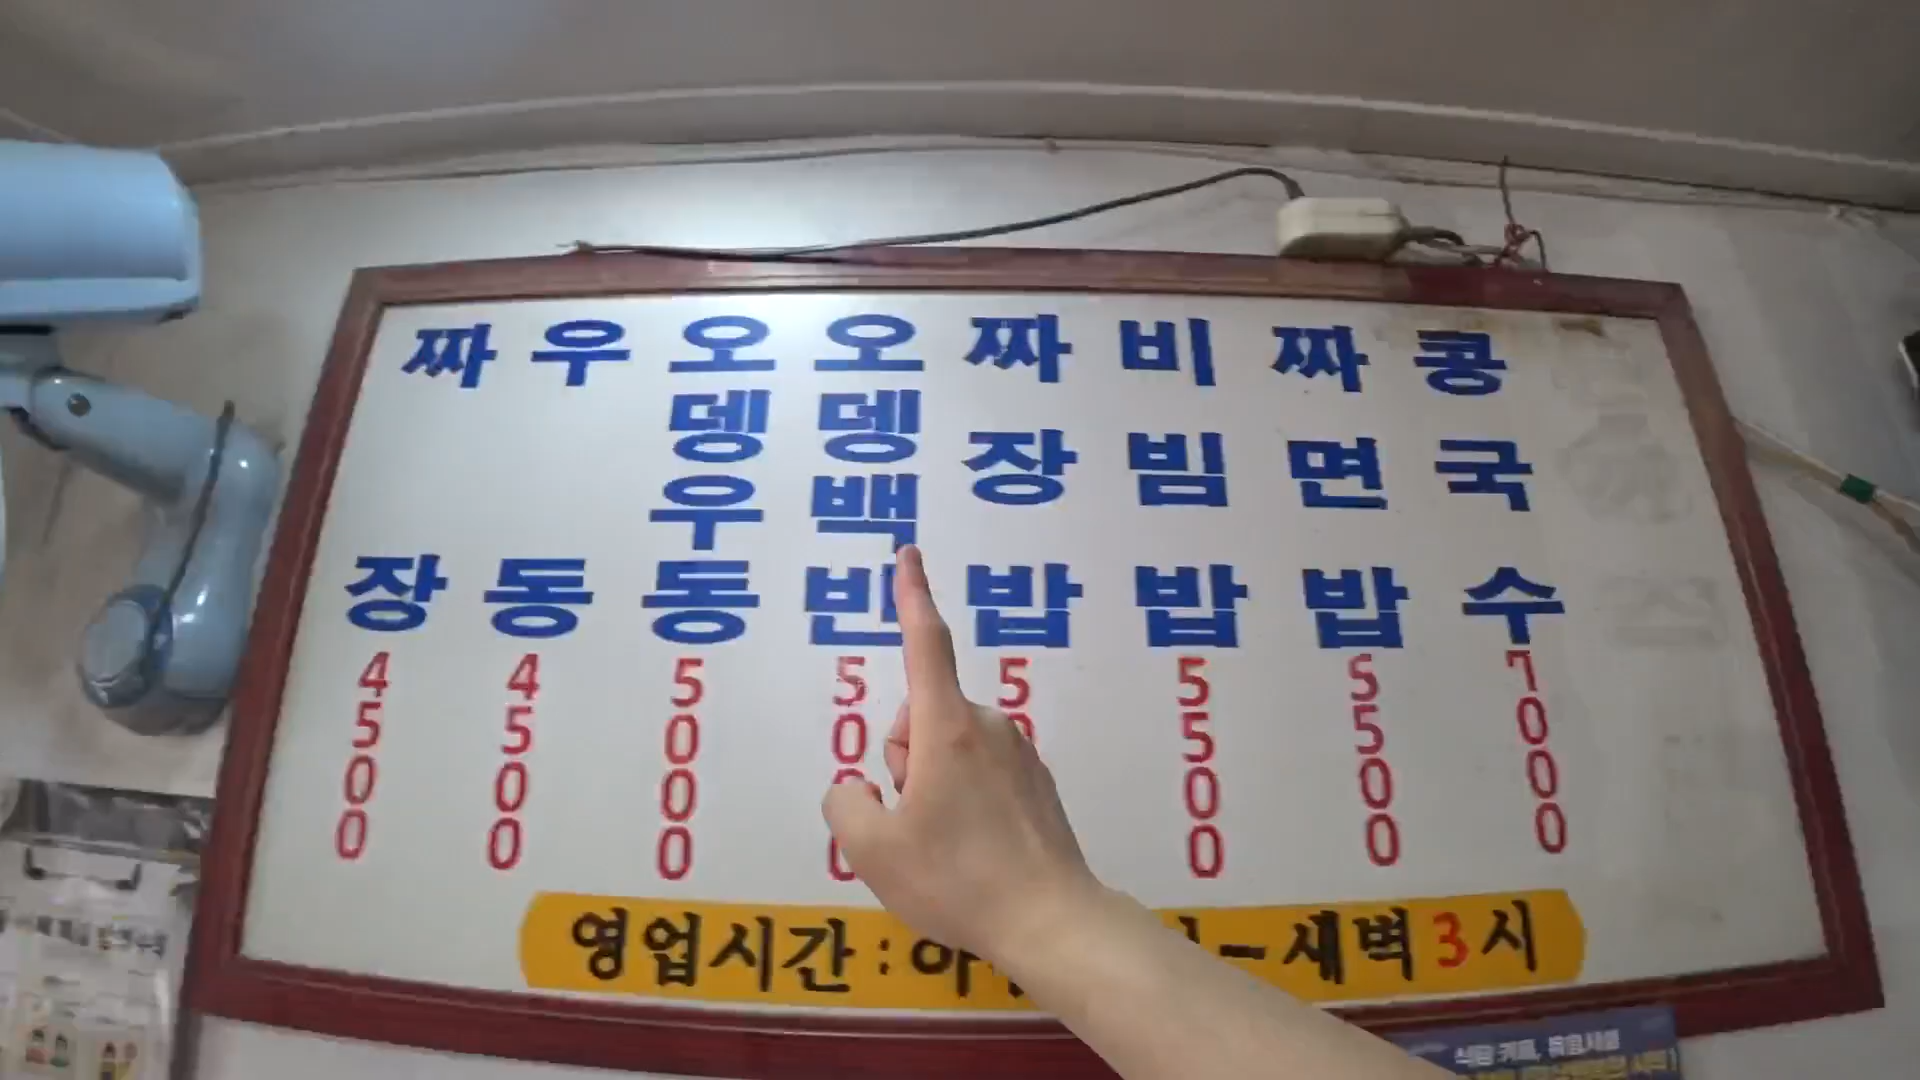 짜장 4500
우동 4500
오뎅우동 5000
오뎅백반
짜장밥
비빔밥 5500
짜면밥 5500
콩국수 7000
영업시간 : 새벽 3시